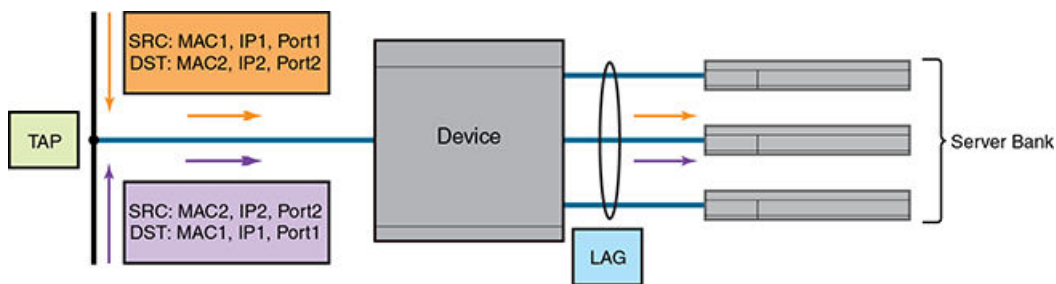 SRC: MAC1, IP1, Port1
DST: MAC2, IP2, Port2
TAP
Device
Server Bank
SRC: MAC2, IP2, Port2
DST: MAC1, IP1, Port1
LAG